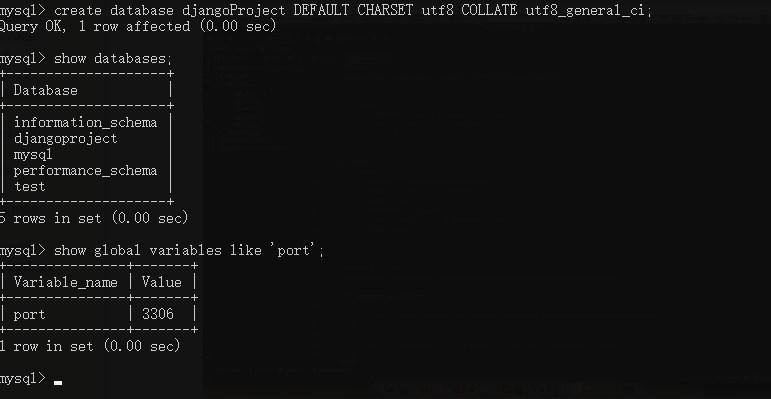 mysql> create database djangoProject DEFAULT CHARSET utf8 COLLATE utf8_general_ci;
Query OK, 1 row affected (0.00 sec)
mysql> show databases;
+--------------------+
| Database           |
+--------------------+
| information_schema |
| djangoproject      |
| mysql              |
| performance_schema |
| test               |
+--------------------+
5 rows in set (0.00 sec)
mysql> show global variables like 'port';
+---------------+-------+
| Variable_name | Value |
+---------------+-------+
| port          | 3306  |
+---------------+-------+
1 row in set (0.00 sec)
mysql>